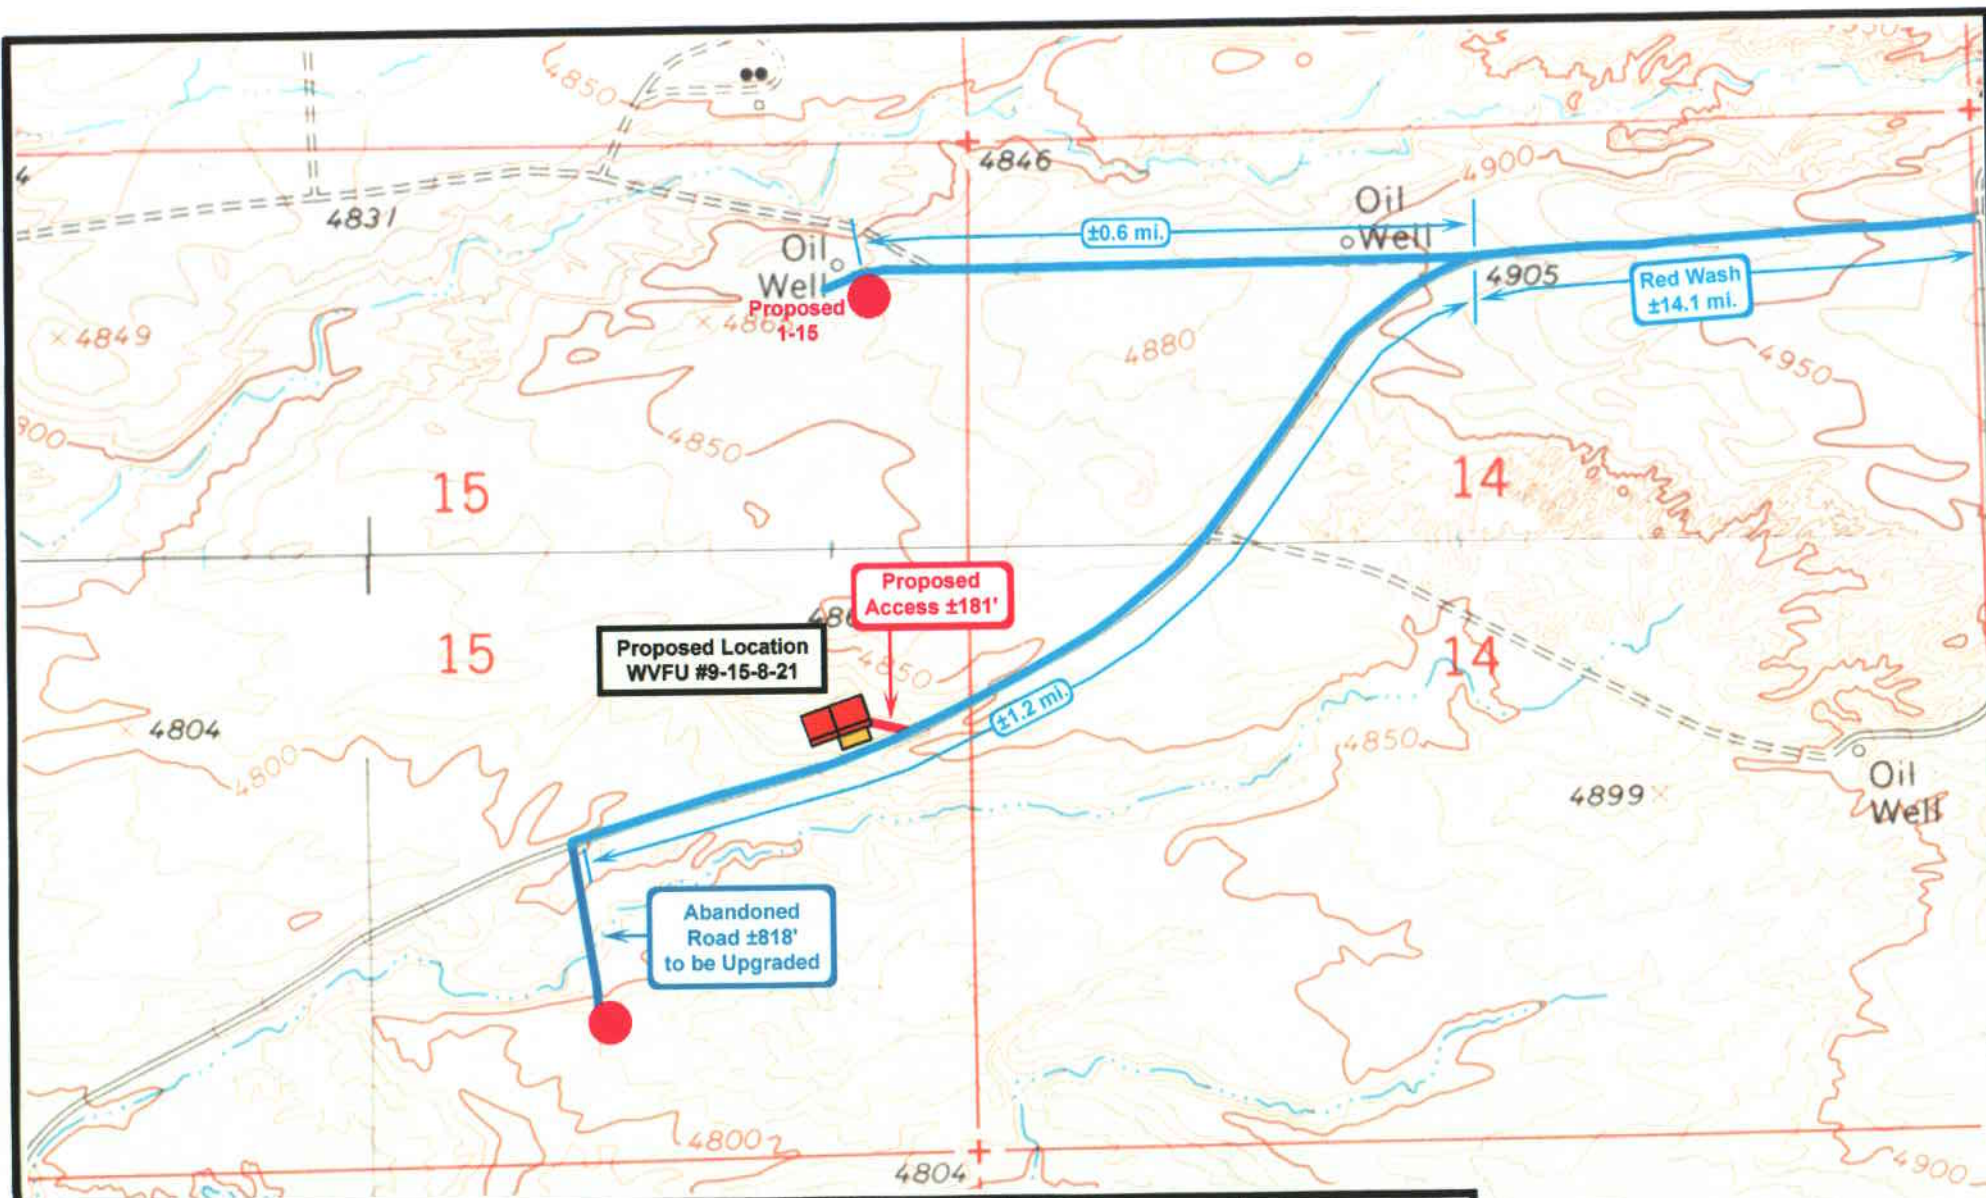 4850
4846
4900
4831
Oil
Well
±0.6 mi.
Oil
Well
4905
Red Wash
±14.1 mi.
Proposed
1-15
4849
4880
4950
4850
15
14
Proposed
Access ±181'
15
Proposed Location
WVFU #9-15-8-21
4850
14
±1.2 mi.
4804
4800
4850
4899
Oil
Well
Abandoned
Road ±818'
to be Upgraded
4800
4804
4900